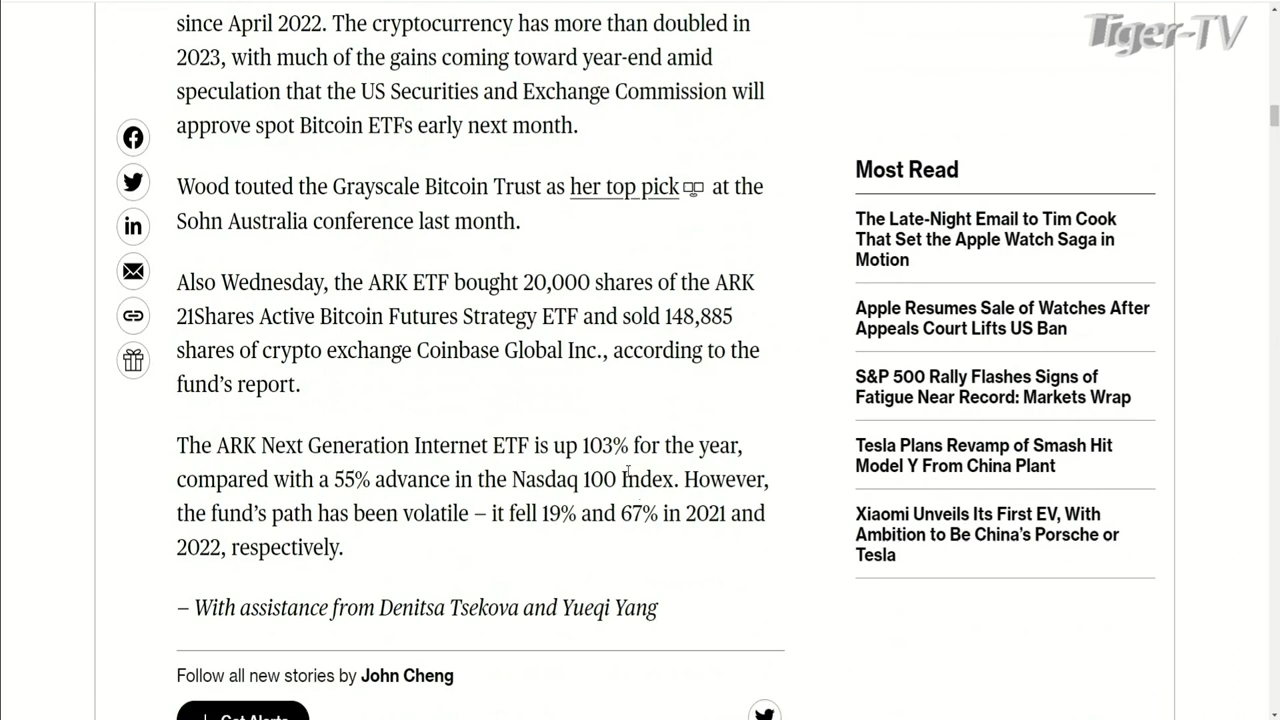 since April 2022. The cryptocurrency has more than doubled in
2023, with much of the gains coming toward year-end amid
speculation that the US Securities and Exchange Commission will
approve spot Bitcoin ETFs early next month.
Wood touted the Grayscale Bitcoin Trust as her top pick at the
Sohn Australia conference last month.
Also Wednesday, the ARK ETF bought 20,000 shares of the ARK
21Shares Active Bitcoin Futures Strategy ETF and sold 148,885
shares of crypto exchange Coinbase Global Inc., according to the
fund’s report.
The ARK Next Generation Internet ETF is up 103% for the year,
compared with a 55% advance in the Nasdaq 100 Index. However,
the fund’s path has been volatile – it fell 19% and 67% in 2021 and
2022, respectively.
– With assistance from Denitsa Tsekova and Yueqi Yang
Follow all new stories by John Cheng
Get Alerts
Tiger-TV
Most Read
The Late-Night Email to Tim Cook
That Set the Apple Watch Saga in
Motion
Apple Resumes Sale of Watches After
Appeals Court Lifts US Ban
S&P 500 Rally Flashes Signs of
Fatigue Near Record: Markets Wrap
Tesla Plans Revamp of Smash Hit
Model Y From China Plant
Xiaomi Unveils Its First EV, With
Ambition to Be China’s Porsche or
Tesla